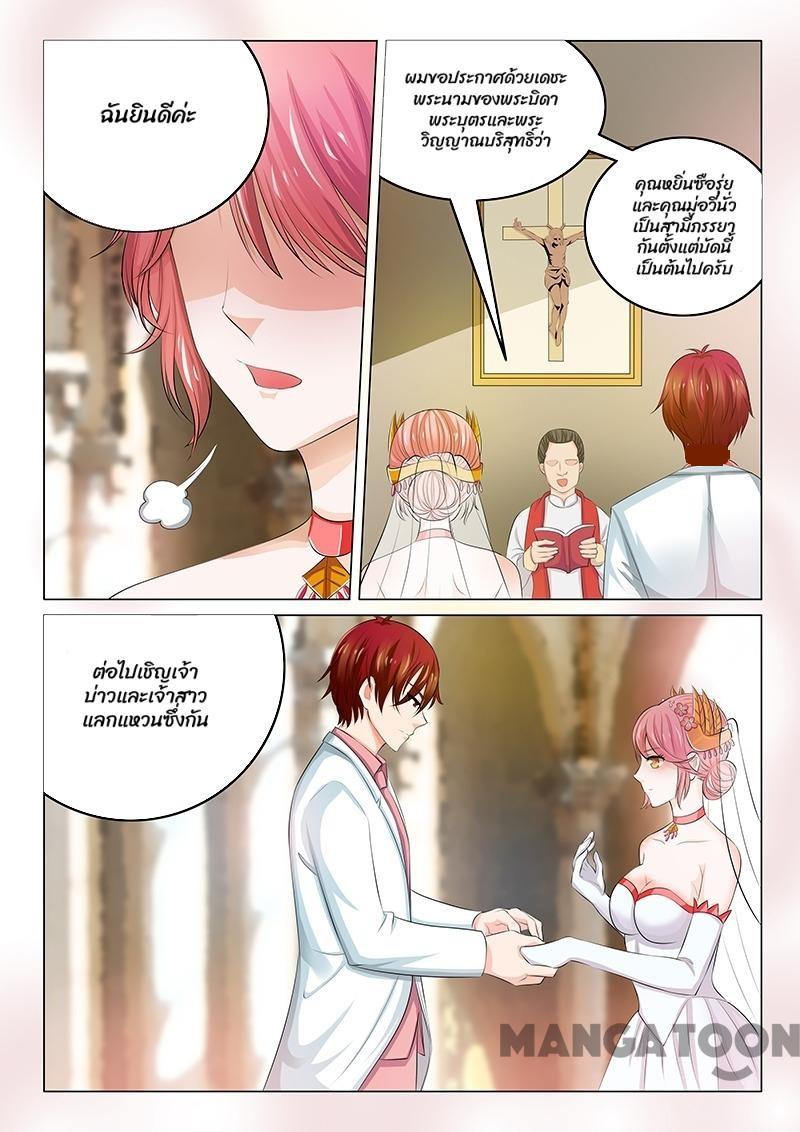 ฉันยินดีค่ะ
ผมขอประกาศด้วยเดชะ
พระนามของพระบิดา
พระบุตรและพระ
วิญญาณบริสุทธิ์ว่า
คุณหยิ่นซือรุ่ย
และคุณมู่อวี่นัว
เป็นสามีภรรยา
กันตั้งแต่บัดนี้
เป็นต้นไปครับ
ต่อไปเชิญเจ้า
บ่าวและเจ้าสาว
แลกแหวนซึ่งกัน
MANGATOON